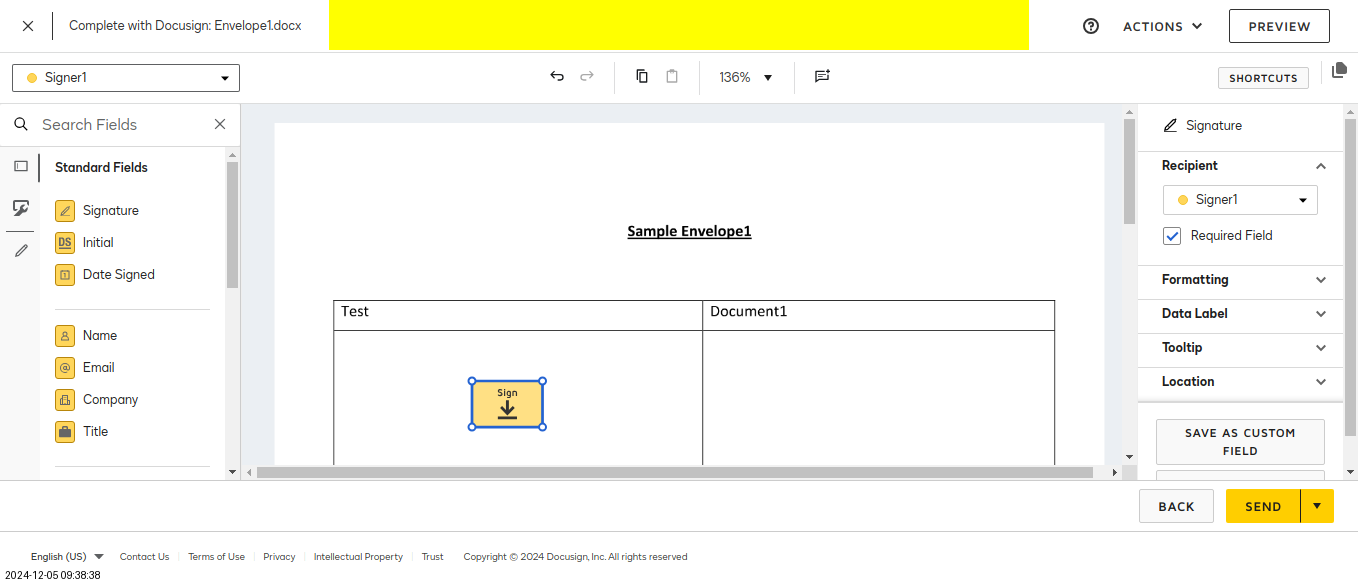 Complete with Docusign: Envelope1.docx
ACTIONS
PREVIEW
Signer1
136%
SHORTCUTS
Search Fields
Standard Fields
Signature
DS Initial
1 Date Signed
Name
Email
Company
Title
Sample Envelope1
Test Document1
Sign
Signature
Recipient
Signer1
Required Field
Formatting
Data Label
Tooltip
Location
SAVE AS CUSTOM
FIELD
BACK
SEND
English (US) Contact Us Terms of Use Privacy Intellectual Property Trust Copyright © 2024 Docusign, Inc. All rights reserved
2024-12-05 09:38:38